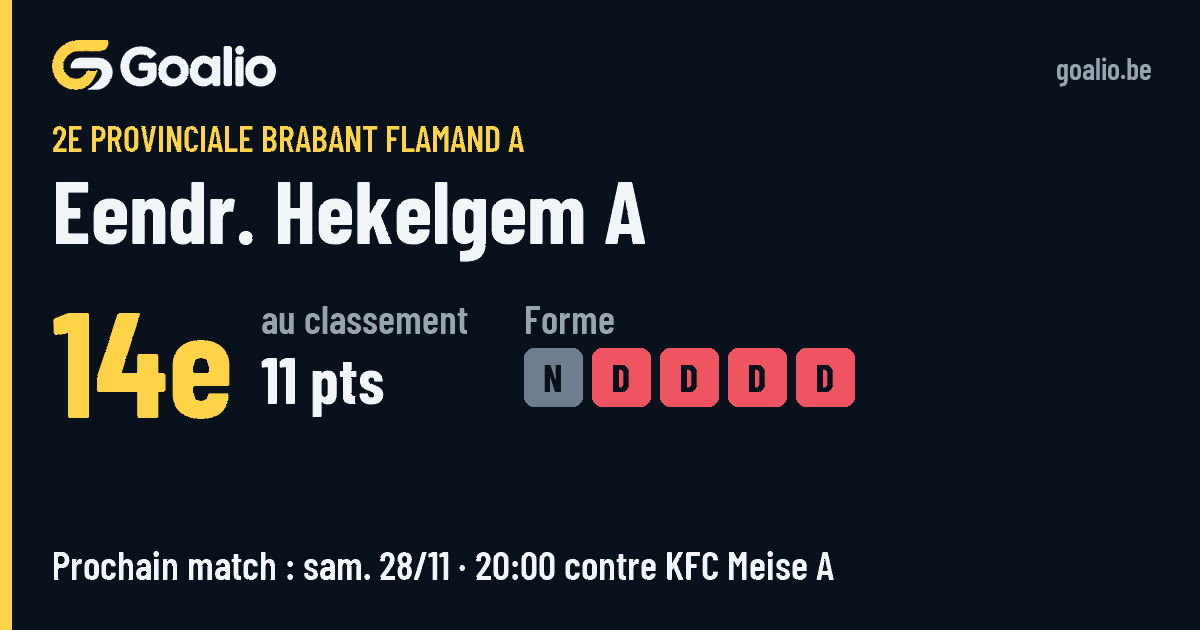 Goalio
goalio.be
2E PROVINCIALE BRABANT FLAMAND A
Eendr. Hekelgem A
14e
au classement
11 pts
Forme
N D D D D
Prochain match : sam. 28/11 · 20:00 contre KFC Meise A